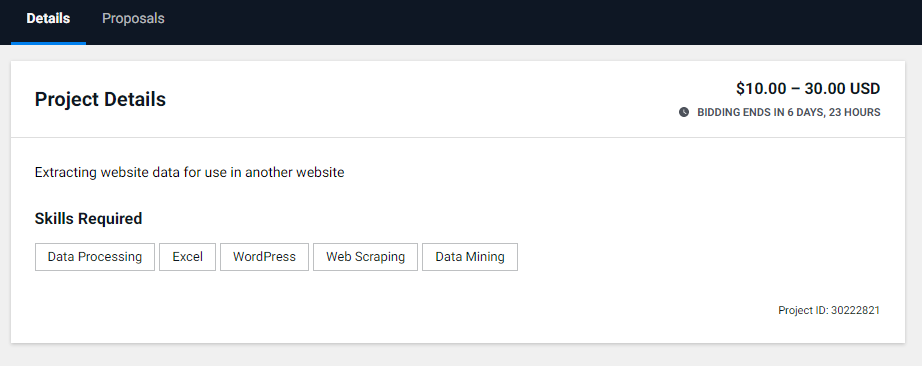 Details Proposals
Project Details
$10.00 – 30.00 USD
BIDDING ENDS IN 6 DAYS, 23 HOURS
Extracting website data for use in another website
Skills Required
Data Processing Excel WordPress Web Scraping Data Mining
Project ID: 30222821